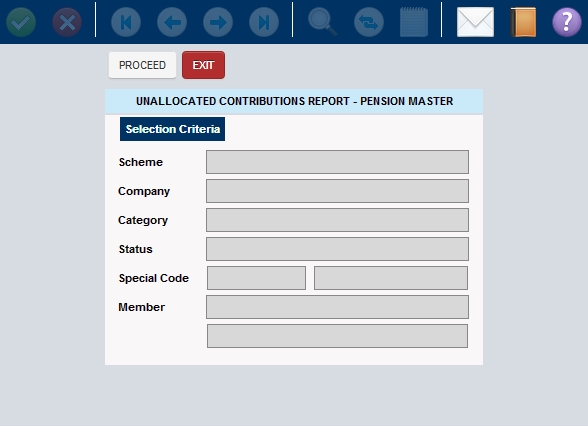 ?
PROCEED EXIT
UNALLOCATED CONTRIBUTIONS REPORT - PENSION MASTER
Selection Criteria
Scheme
Company
Category
Status
Special Code
Member